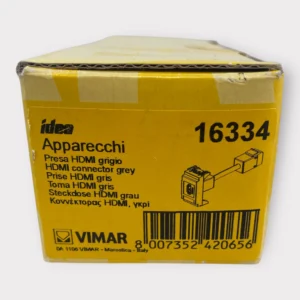 idea
Apparecchi
16334
Presa HDMI grigio
HDMI connector grey
Prise HDMI gris
Toma HDMI gris
Steckdose HDMI grau
Κοννέκτορας HDMI, γκρί
VIMAR
8 007352 420656